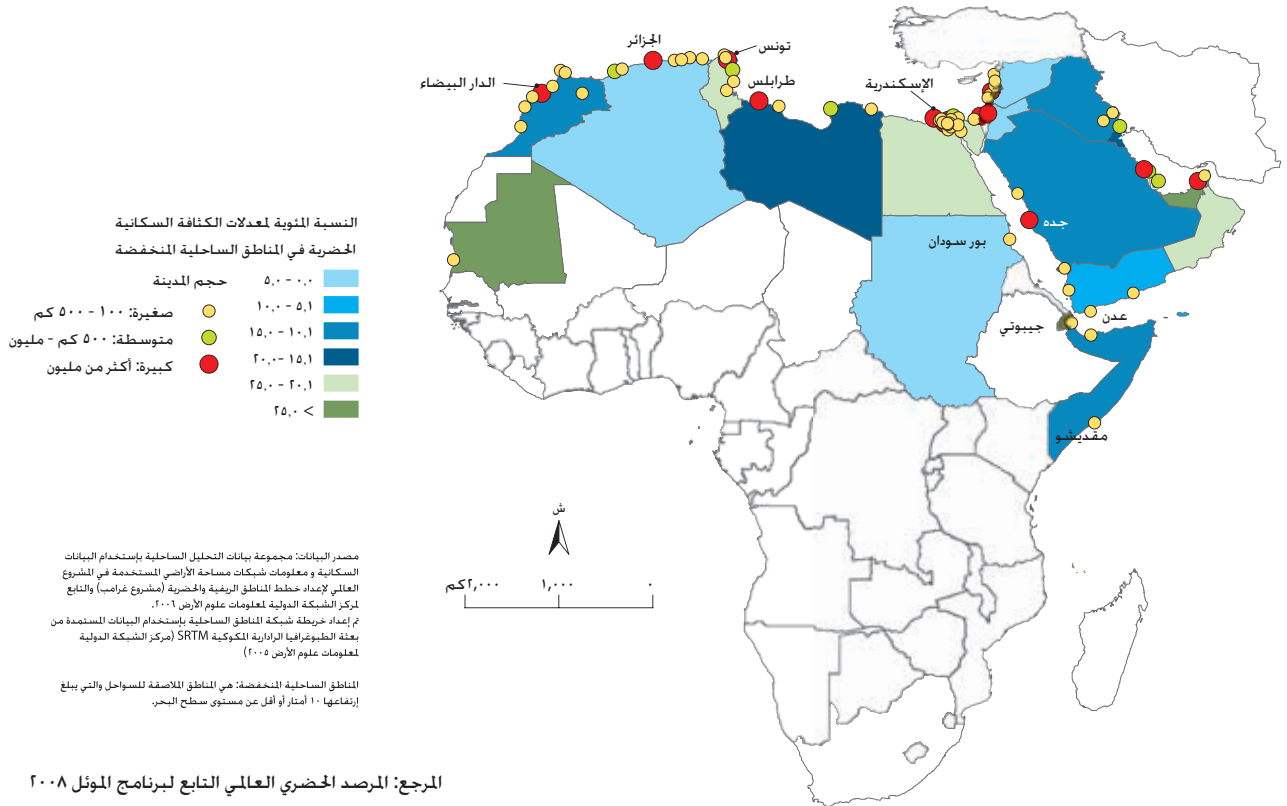 الجزائر
تونس
الدار البيضاء
طرابلس
الإسكندرية
جده
بور سودان
عدن
جيبوتي
مقديشو
النسبة المئوية لمعدلات الكثافة السكانية
الحضرية في المناطق الساحلية المنخفضة
حجم المدينة
صغيرة: ١٠٠ - ٥٠٠ كم
متوسطة: ٥٠٠ كم - مليون
كبيرة: أكثر من مليون
٠,٠ - ٥,٠
٥,١ - ١٠,٠
١٠,١ - ١٥,٠
١٥,١ - ٢٠,٠
٢٠,١ - ٢٥,٠
< ٢٥,٠
ش
٢,٠٠٠كم
١,٠٠٠
٠
مصدر البيانات: مجموعة بيانات التحليل الساحلية بإستخدام البيانات
السكانية و معلومات شبكات مساحة الأراضي المستخدمة في المشروع
العالمي لإعداد خطط المناطق الريفية والحضرية (مشروع غرامب) والتابع
لمركز الشبكة الدولية لمعلومات علوم الأرض ٢٠٠٦.
تم إعداد خريطة شبكة المناطق الساحلية بإستخدام البيانات المستمدة من
بعثة الطبوغرافيا الرادارية المكوكية SRTM (مركز الشبكة الدولية
لمعلومات علوم الأرض ٢٠٠٥)
المناطق الساحلية المنخفضة: هي المناطق الملاصقة للسواحل والتي يبلغ
إرتفاعها ١٠ أمتار أو أقل عن مستوى سطح البحر.
المرجع: المرصد الحضري العالمي التابع لبرنامج الموئل ٢٠٠٨